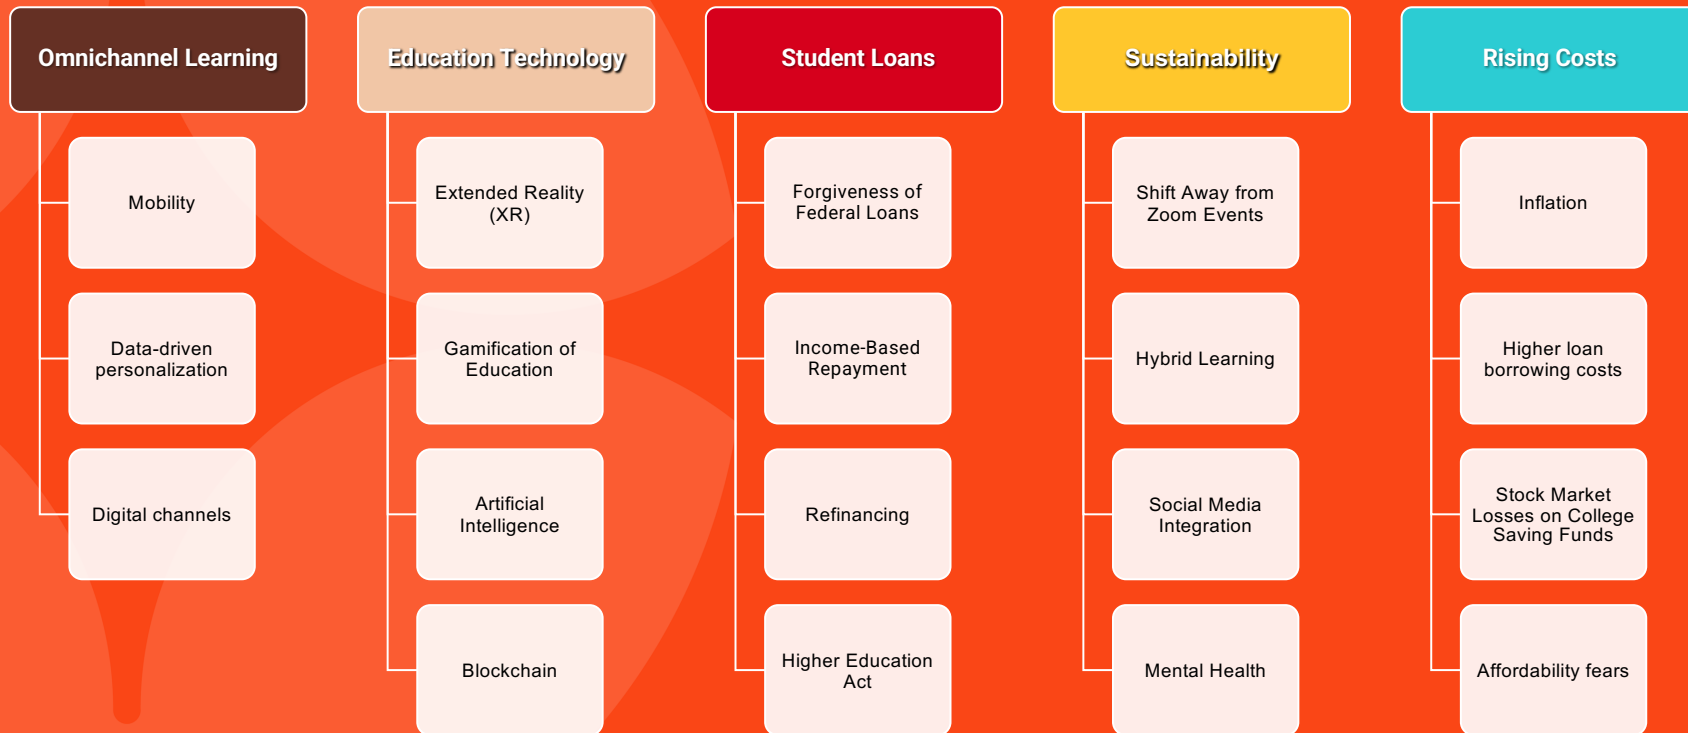 Omnichannel Learning
Mobility
Data-driven
personalization
Digital channels
Education Technology
Extended Reality
(XR)
Gamification of
Education
Artificial
Intelligence
Blockchain
Student Loans
Forgiveness of
Federal Loans
Income-Based
Repayment
Refinancing
Higher Education
Act
Sustainability
Shift Away from
Zoom Events
Hybrid Learning
Social Media
Integration
Mental Health
Rising Costs
Inflation
Higher loan
borrowing costs
Stock Market
Losses on College
Saving Funds
Affordability fears